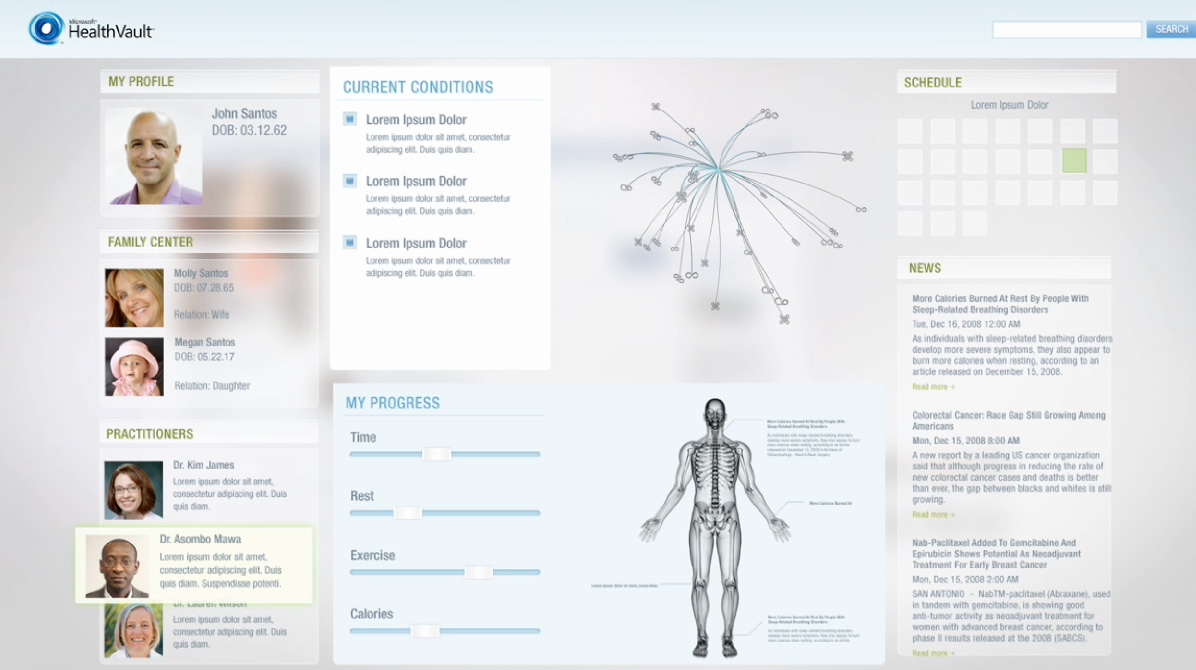 Microsoft®
HealthVault
SEARCH
MY PROFILE
John Santos
DOB: 03.12.62
FAMILY CENTER
Molly Santos
DOB: 07.28.65
Relation: Wife
Megan Santos
DOB: 05.22.17
Relation: Daughter
PRACTITIONERS
Dr. Kim James
Lorem ipsum dolor sit amet,
consectetur adipiscing elit. Duis
quis diam.
Dr. Asombo Mawa
Lorem ipsum dolor sit amet,
consectetur adipiscing elit. Duis
quis diam. Suspendisse potenti.
Dr. Lauren Wilson
Lorem ipsum dolor sit amet,
consectetur adipiscing elit. Duis
quis diam.
CURRENT CONDITIONS
Lorem Ipsum Dolor
Lorem ipsum dolor sit amet, consectetur
adipiscing elit. Duis quis diam.
Lorem Ipsum Dolor
Lorem ipsum dolor sit amet, consectetur
adipiscing elit. Duis quis diam.
Lorem Ipsum Dolor
Lorem ipsum dolor sit amet, consectetur
adipiscing elit. Duis quis diam.
MY PROGRESS
Time
Rest
Exercise
Calories
More Calories Burned At Rest By People With
Sleep-Related Breathing Disorders
More Calories Burned At
Lorem ipsum dolor sit amet, consectetur
More Calories Burned At Rest By People With
Sleep-Related Breathing Disorders
SCHEDULE
Lorem Ipsum Dolor
NEWS
More Calories Burned At Rest By People With
Sleep-Related Breathing Disorders
Tue, Dec 16, 2008 12:00 AM
As individuals with sleep-related breathing disorders
develop more severe symptoms, they also appear to
burn more calories when resting, according to an
article released on December 15, 2008.
Read more →
Colorectal Cancer: Race Gap Still Growing Among
Americans
Mon, Dec 15, 2008 8:00 AM
A new report by a leading US cancer organization
said that although progress in reducing the rate of
new colorectal cancer cases and deaths is better
than ever, the gap between blacks and whites is still
growing.
Read more →
Nab-Paclitaxel Added To Gemcitabine And
Epirubicin Shows Potential As Neoadjuvant
Treatment For Early Breast Cancer
Mon, Dec 15, 2008 2:00 AM
SAN ANTONIO - NabTM-paclitaxel (Abraxane), used
in tandem with gemcitabine, is showing good
anti-tumor activity as neoadjuvant treatment for
women with advanced breast cancer, according to
phase II results released at the 2008 (SABCS).
Read more →